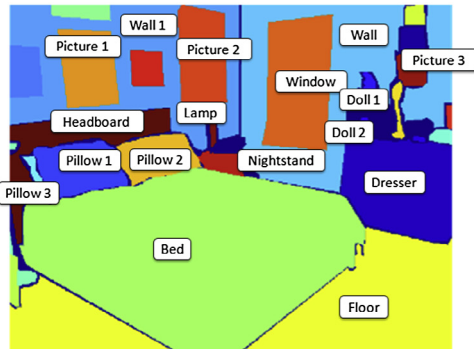 Wall 1
Wall
Picture 1
Picture 2
Picture 3
Window
Doll 1
Lamp
Headboard
Doll 2
Pillow 1
Pillow 2
Nightstand
Dresser
Pillow 3
Bed
Floor